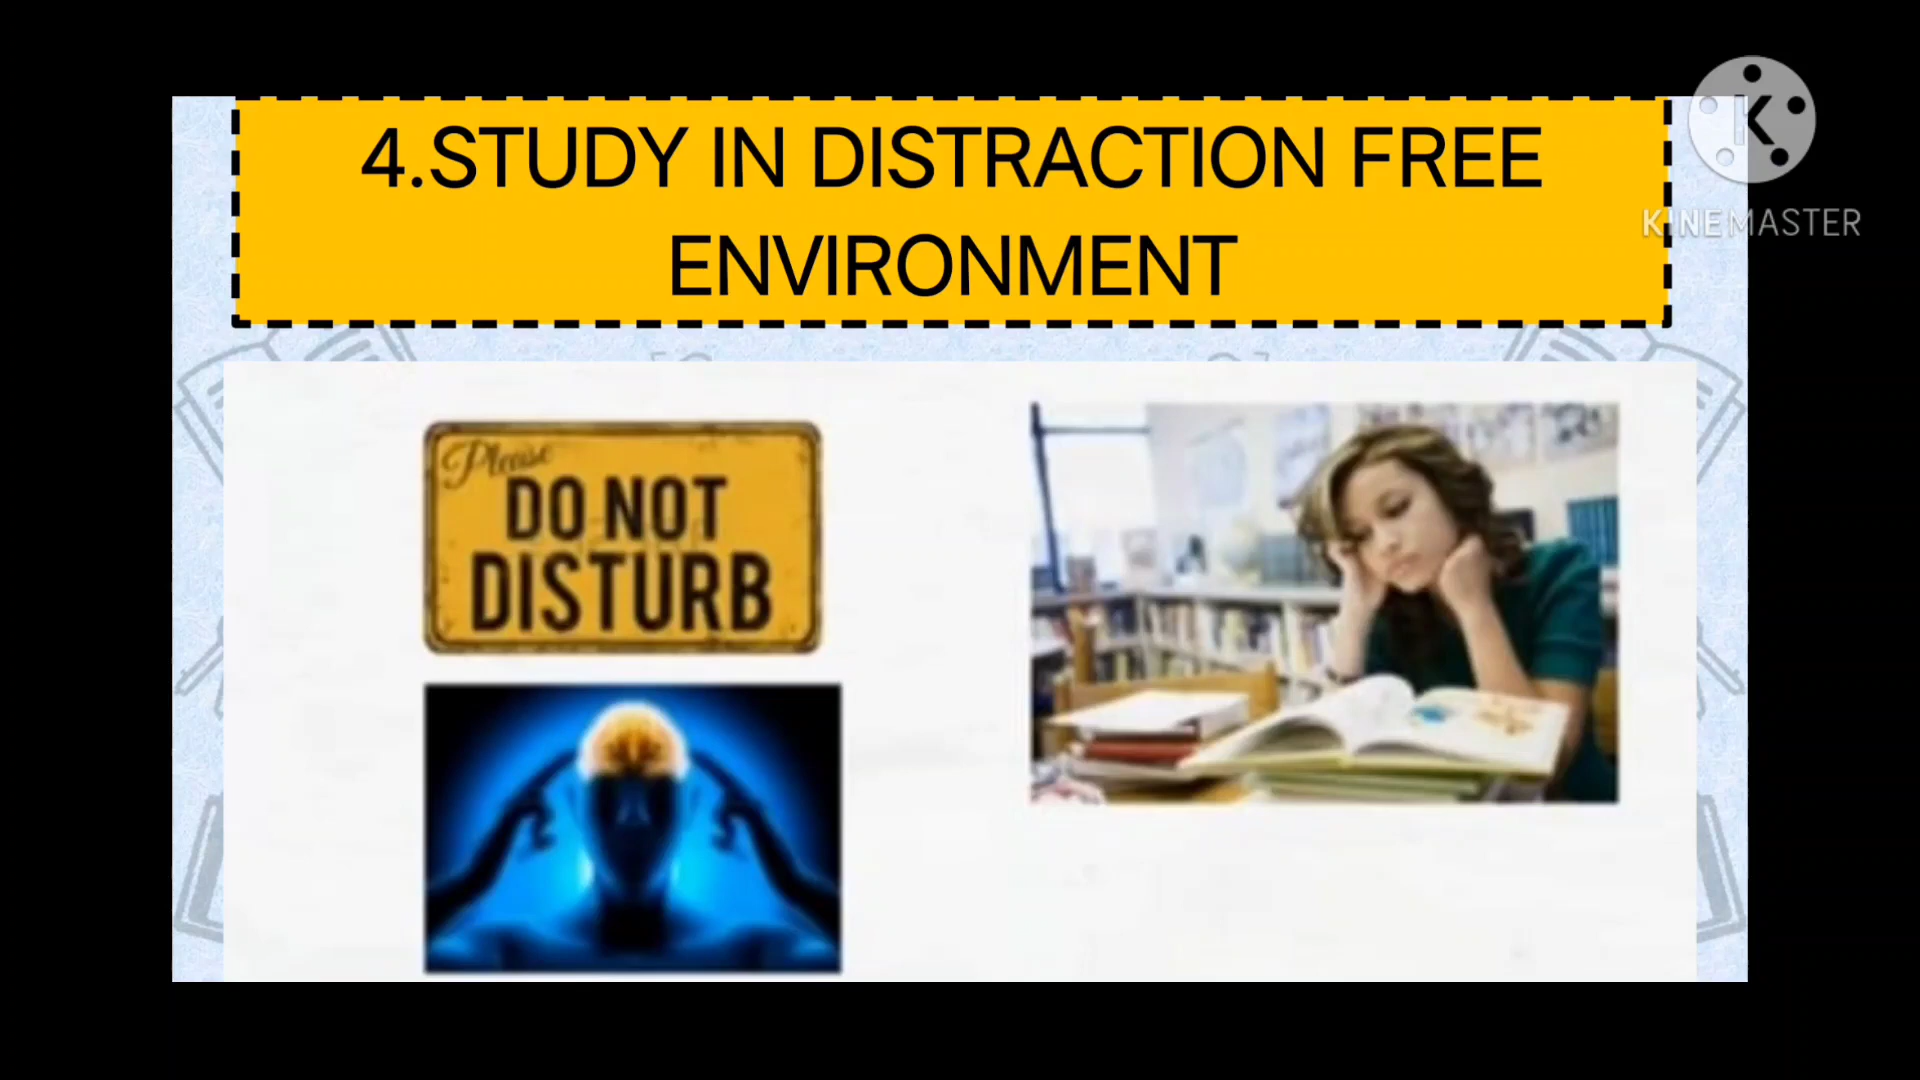 4.STUDY IN DISTRACTION FREE
ENVIRONMENT
K
KINEMASTER
Please
DO NOT
DISTURB